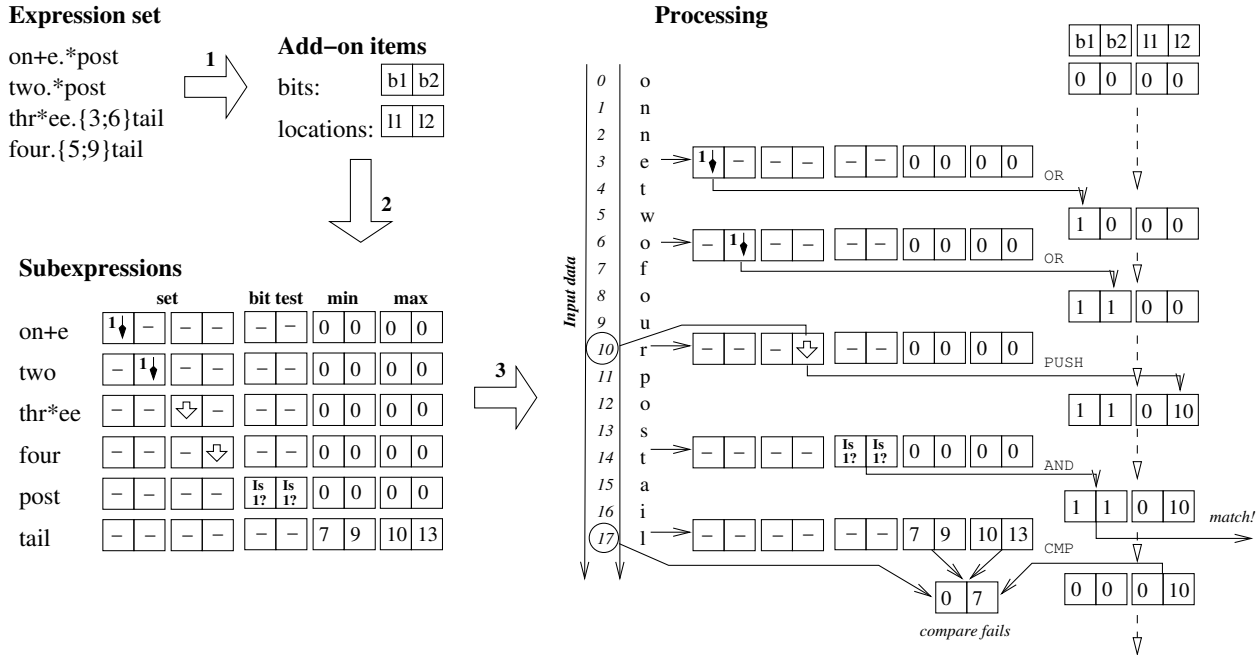 Expression set
on+e.*post
two.*post
thr*ee.{3;6}tail
four.{5;9}tail
1
Add−on items
bits: b1 b2
locations: l1 l2
2
Subexpressions
set bit test min max
on+e 1 − − − − − 0 0 0 0
two − 1 − − − − 0 0 0 0
thr*ee − − − − − 0 0 0 0
four − − − − − 0 0 0 0
post − − − − Is 1? Is 1? 0 0 0 0
tail − − − − − − 7 9 10 13
3
Processing
b1 b2 l1 l2
0 0 0 0
Input data
0 o
1 n
2 n
3 e 1 − − − − − 0 0 0 0 OR
4 t
5 w 1 0 0 0
6 o − 1 − − − − 0 0 0 0 OR
7 f
8 o 1 1 0 0
9 u
10 r − − − − − 0 0 0 0 PUSH
11 p
12 o 1 1 0 10
13 s
14 t − − − − Is 1? Is 1? 0 0 0 0 AND
15 a
16 i 1 1 0 10 match!
17 l − − − − − − 7 9 10 13 CMP
0 7 0 0 0 10
compare fails